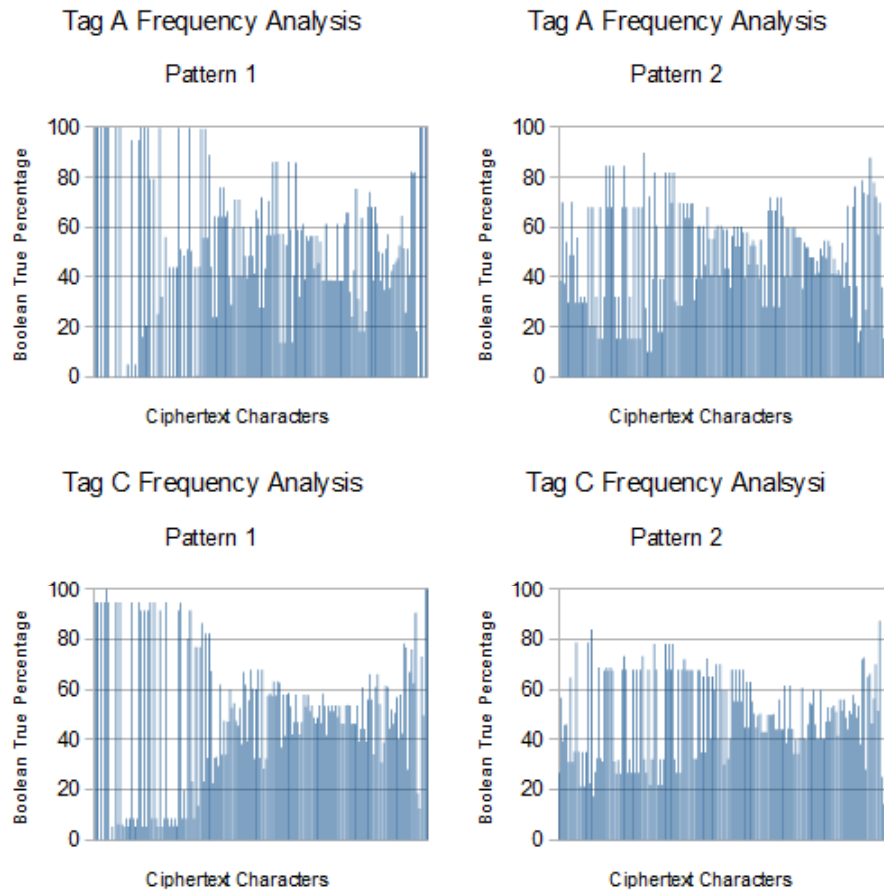 Tag A Frequency Analysis
Pattern 1
100
80
60
40
20
0
Boolean True Percentage
Ciphertext Characters
Tag A Frequency Analysis
Pattern 2
100
80
60
40
20
0
Boolean True Percentage
Ciphertext Characters
Tag C Frequency Analysis
Pattern 1
100
80
60
40
20
0
Boolean True Percentage
Ciphertext Characters
Tag C Frequency Analsysi
Pattern 2
100
80
60
40
20
0
Boolean True Percentage
Ciphertext Characters